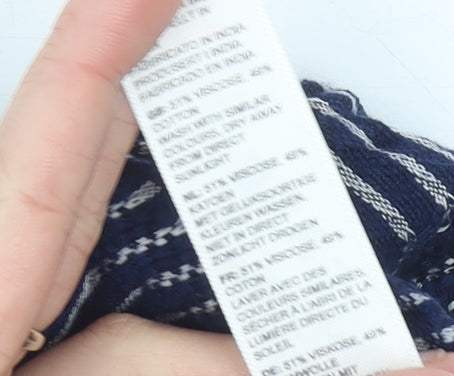 FABRICATO IN INDIA
PRODUSERT I INDIA
FABRICADO EN INDIA
GB: 51% VISCOSE, 49%
COTTON
WASH WITH SIMILAR
COLOURS, DRY AWAY
FROM DIRECT
SUNLIGHT
NL: 51% VISCOSE, 49%
KATOEN
MET GELIJKSOORTIGE
KLEUREN WASSEN.
NIET IN DIRECT
ZONLICHT DROGEN
FR: 51% VISCOSE, 49%
COTON
LAVER AVEC DES
COULEURS SIMILAIRES,
SÉCHER À L'ABRI DE LA
LUMIÈRE DIRECTE DU
SOLEIL
DE: 51% VISKOSE, 49%